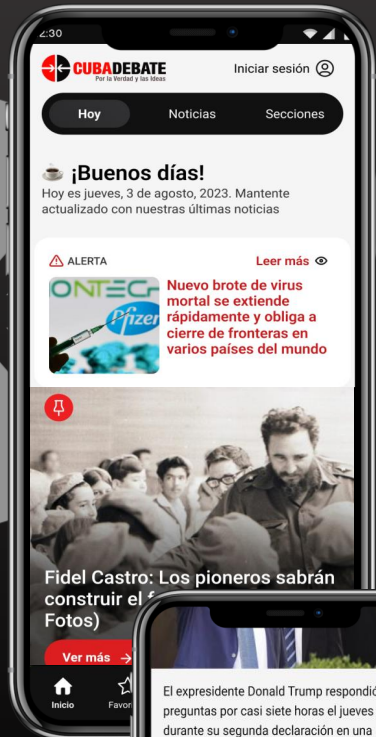 2:30
CUBADEBATE
Por la Verdad y las Ideas
Iniciar sesión
Hoy Noticias Secciones
¡Buenos días!
Hoy es jueves, 3 de agosto, 2023. Mantente
actualizado con nuestras últimas noticias
ALERTA
Leer más
ONTECH
Pfizer
Nuevo brote de virus
mortal se extiende
rápidamente y obliga a
cierre de fronteras en
varios países del mundo
Fidel Castro: Los pioneros sabrán
construir el
Fotos)
Ver más
Inicio
El expresidente Donald Trump respondió
preguntas por casi siete horas el jueves
durante su segunda declaración en una